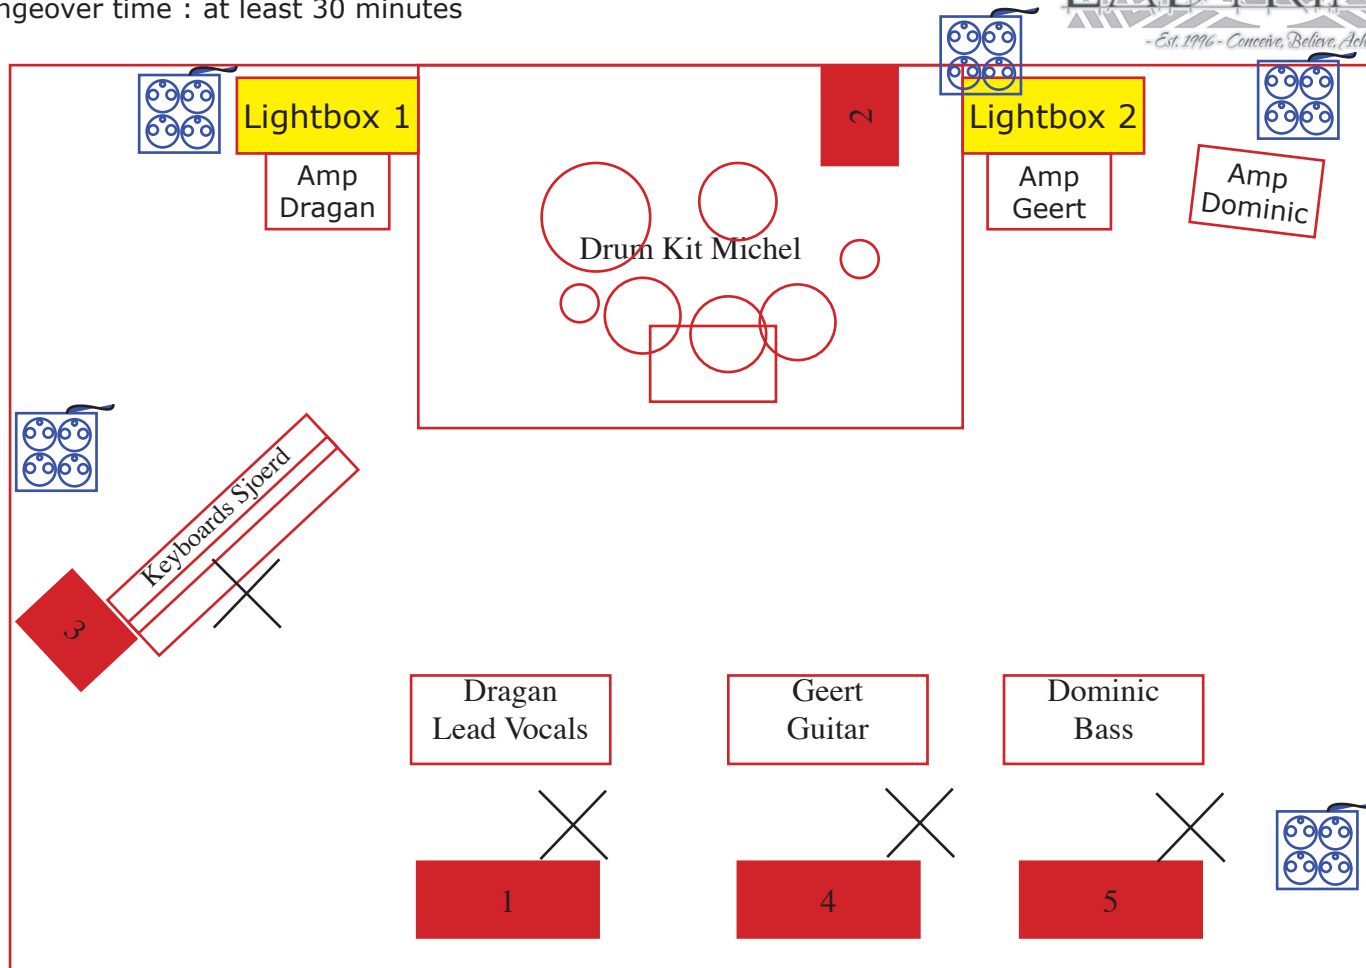 ngeover time : at least 30 minutes
- Est. 1996 - Conceive, Believe, Ach
Lightbox 1
2
Lightbox 2
Amp
Dragan
Amp
Geert
Amp
Dominic
Drum Kit Michel
Keyboards Sjoerd
3
Dragan
Lead Vocals
Geert
Guitar
Dominic
Bass
1
4
5